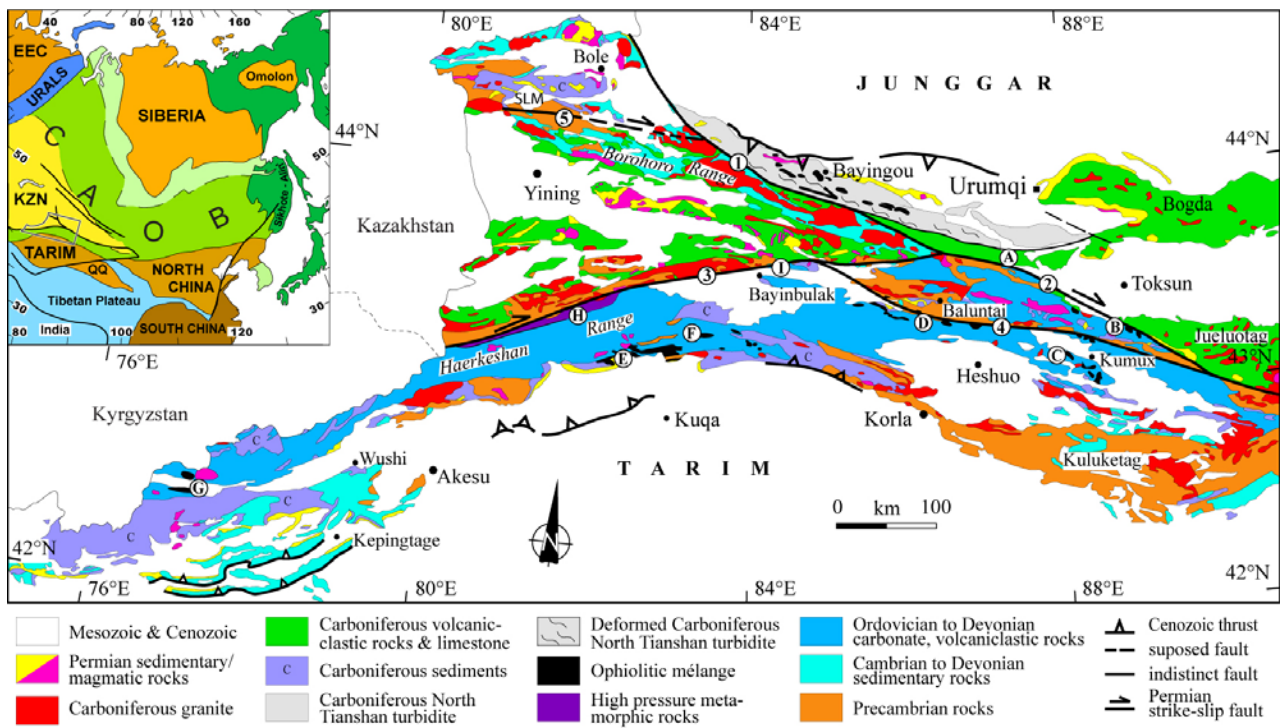 40
80
120
160
EEC
URALS
Omolon
SIBERIA
C
A
O
B
50
50
KZN
Sikhote - Alin
TARIM
QQ
NORTH
CHINA
Tibetan Plateau
30
30
80
India
100
SOUTH CHINA
120
76°E
80°E
84°E
88°E
Bole
JUNGGAR
C
SLM
44°N
5
44°N
Borohoro
Range
1
Bayingou
Urumqi
Yining
Bogda
Kazakhstan
A
3
I
2
Toksun
Bayinbulak
Baluntai
H
Range
C
D
4
B
Jueluotag
F
43°N
Haerkeshan
E
C
C
Kumux
Heshuo
Kyrgyzstan
Kuqa
Korla
C
Wushi
TARIM
Kuluketag
G
Akesu
C
0 km 100
N
C
Kepingtage
42°N
42°N
76°E
80°E
84°E
88°E
Mesozoic & Cenozoic
Permian sedimentary/
magmatic rocks
Carboniferous granite
Carboniferous volcanic-
clastic rocks & limestone
C
Carboniferous sediments
Carboniferous North
Tianshan turbidite
Deformed Carboniferous
North Tianshan turbidite
Ophiolitic mélange
High pressure meta-
morphic rocks
Ordovician to Devonian
carbonate, volcaniclastic rocks
Cambrian to Devonian
sedimentary rocks
Precambrian rocks
Cenozoic thrust
suposed fault
indistinct fault
Permian
strike-slip fault